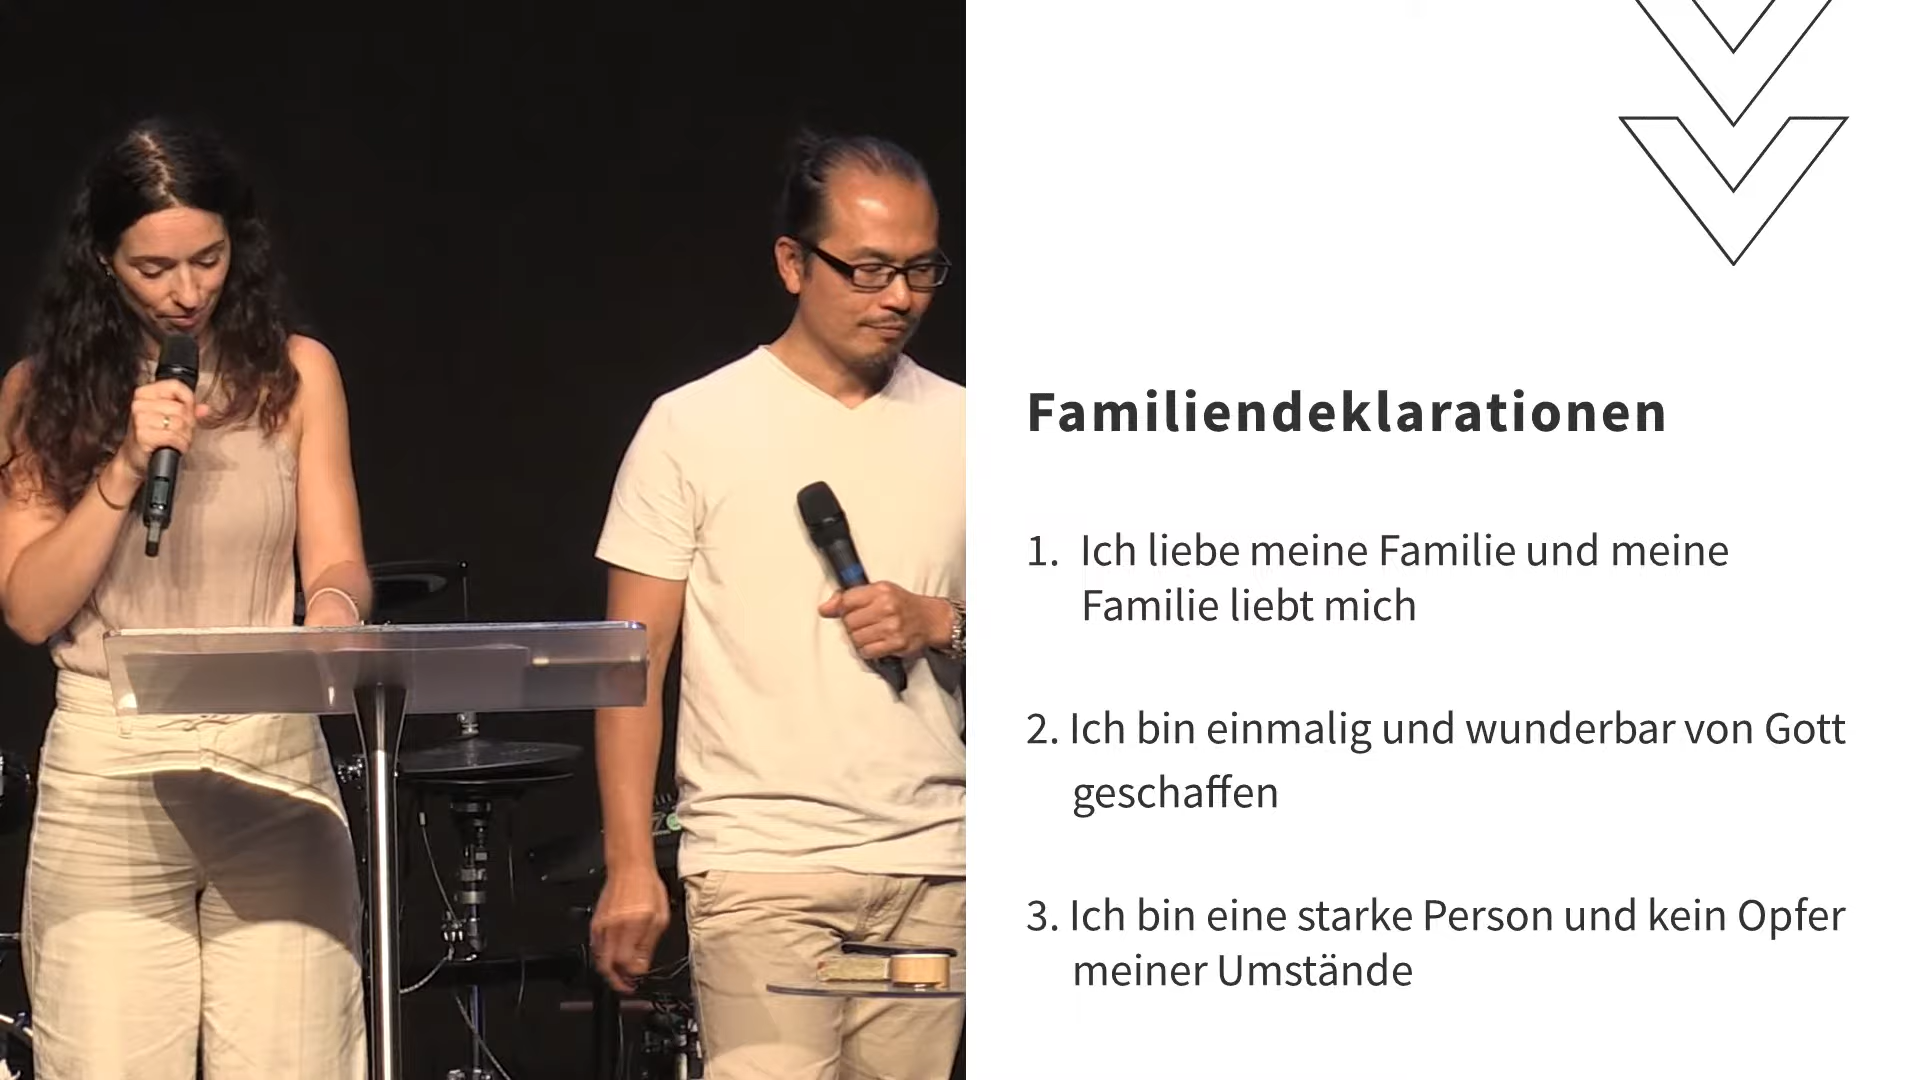 Familiendeklarationen
1. Ich liebe meine Familie und meine
Familie liebt mich
2. Ich bin einmalig und wunderbar von Gott
geschaffen
3. Ich bin eine starke Person und kein Opfer
meiner Umstände